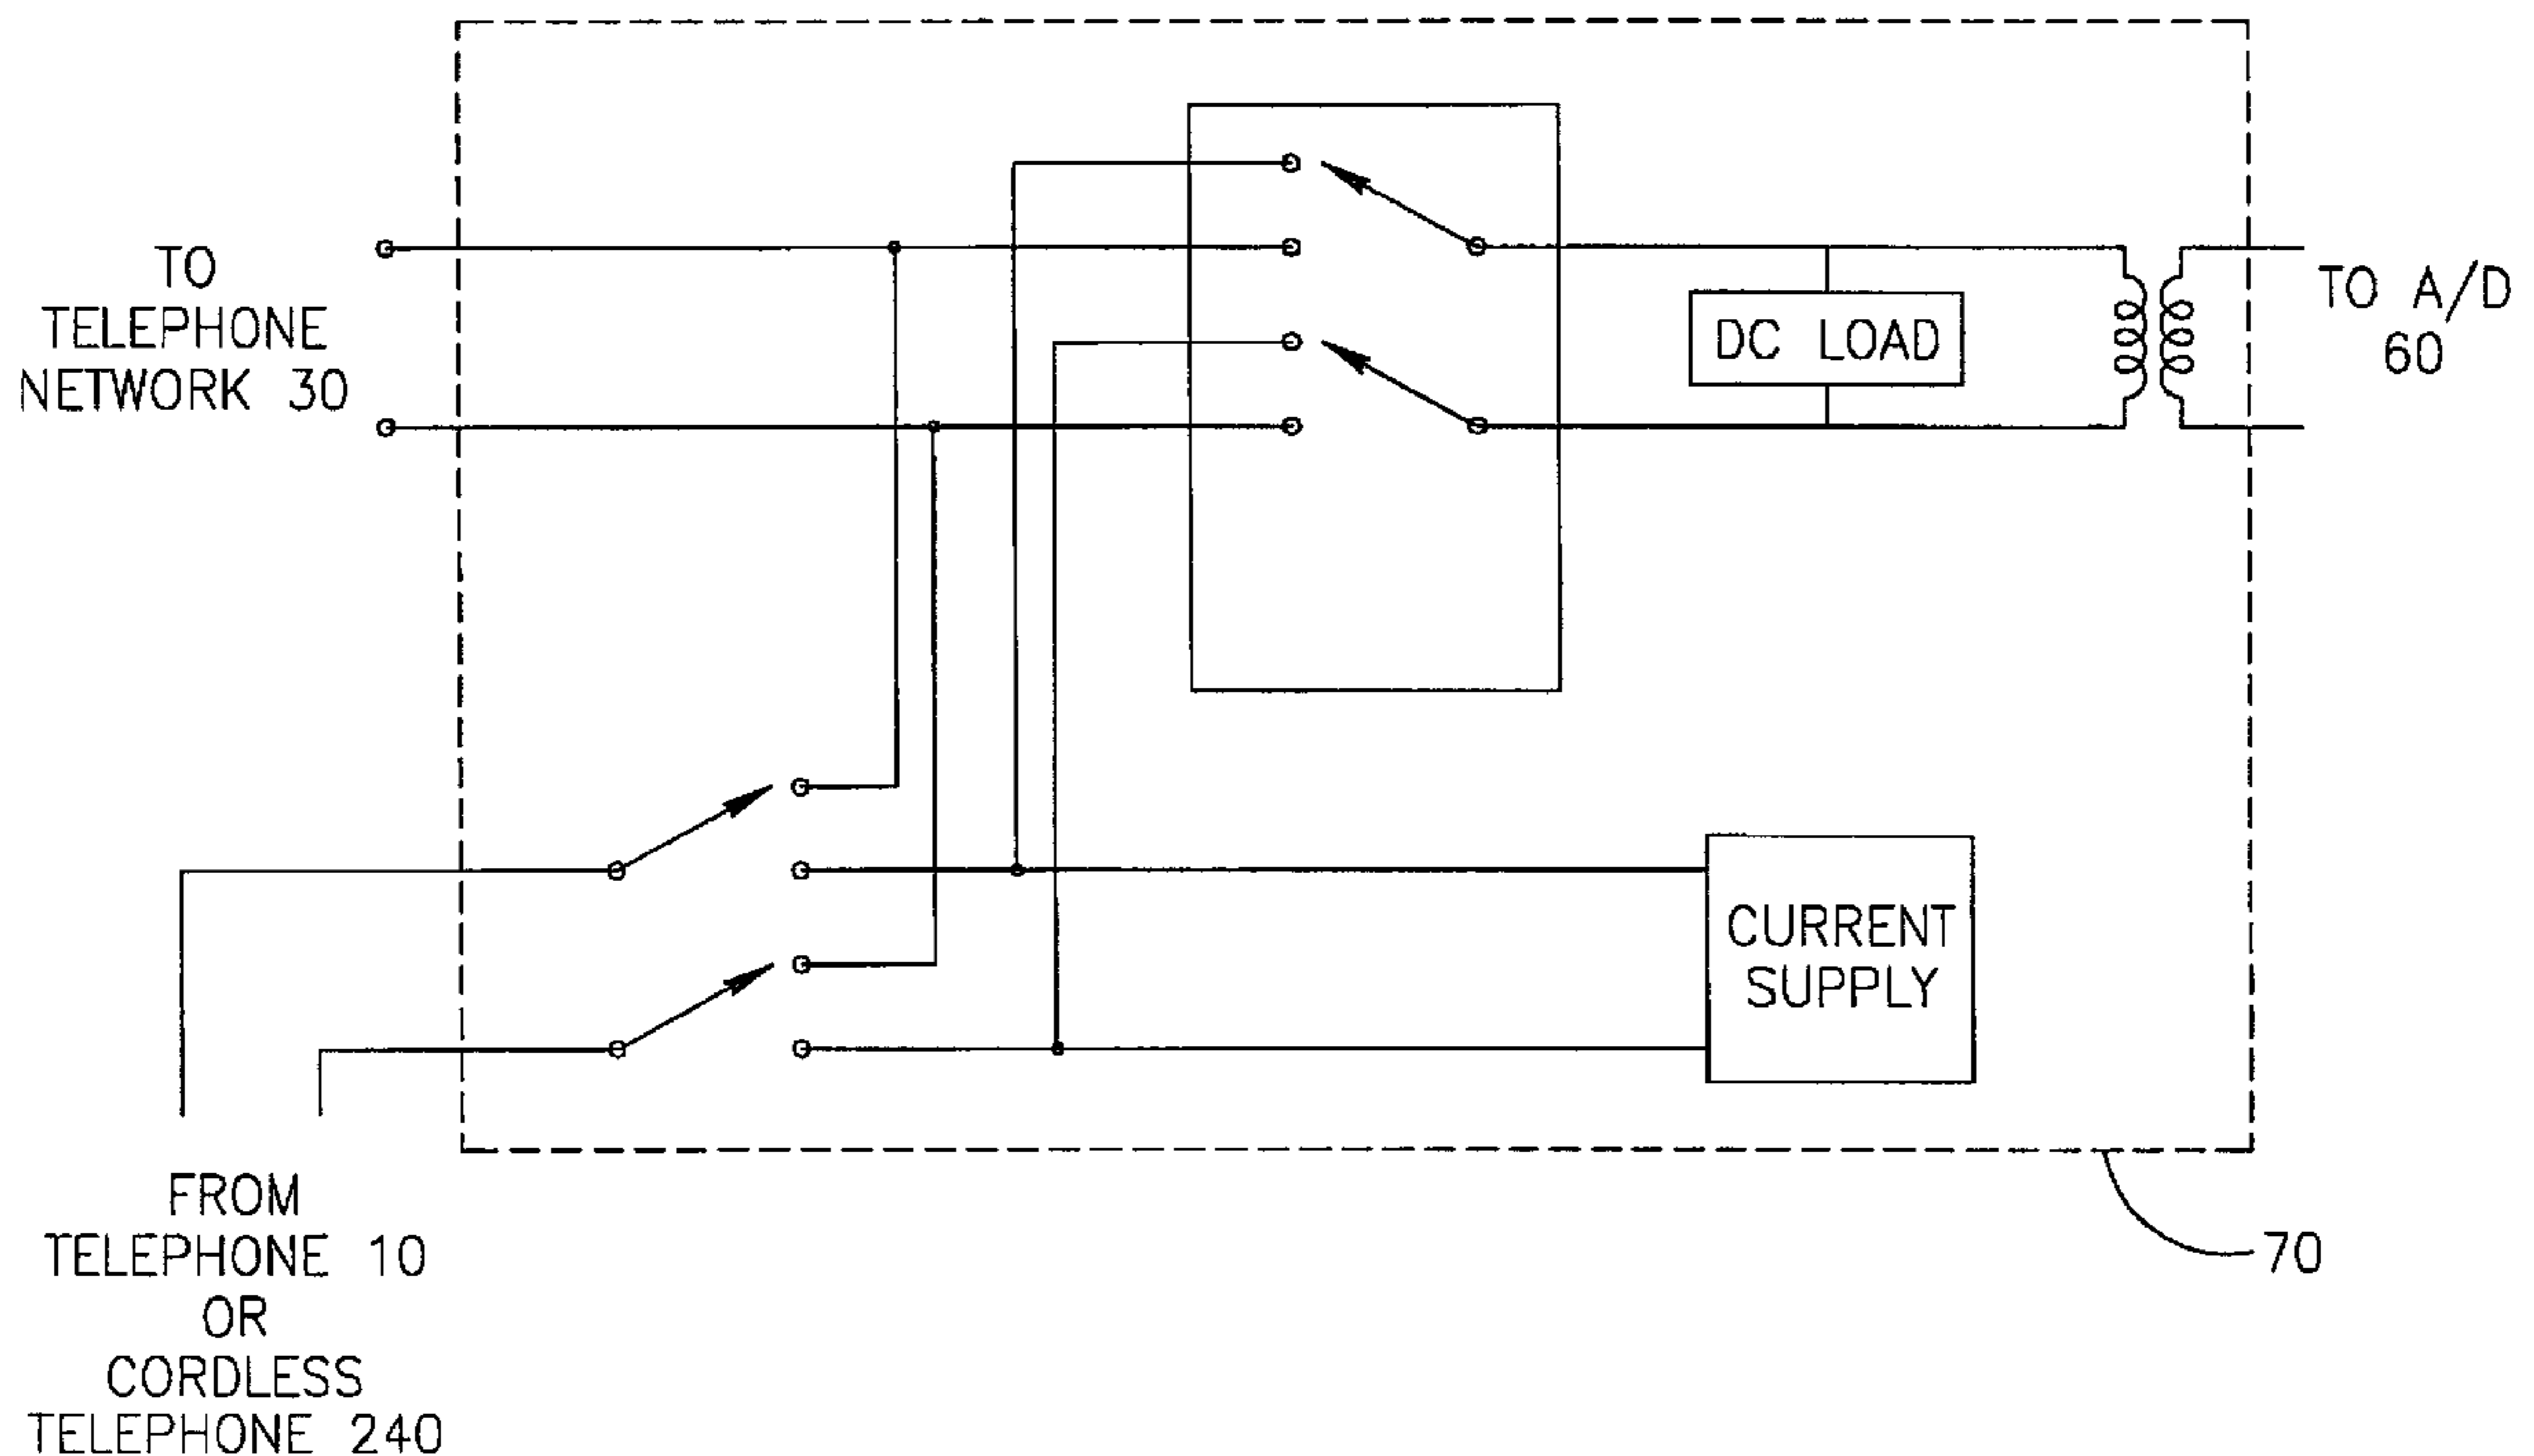 TO
TELEPHONE
NETWORK 30
DC LOAD
TO A/D
60
CURRENT
SUPPLY
FROM
TELEPHONE 10
OR
CORDLESS
TELEPHONE 240
70